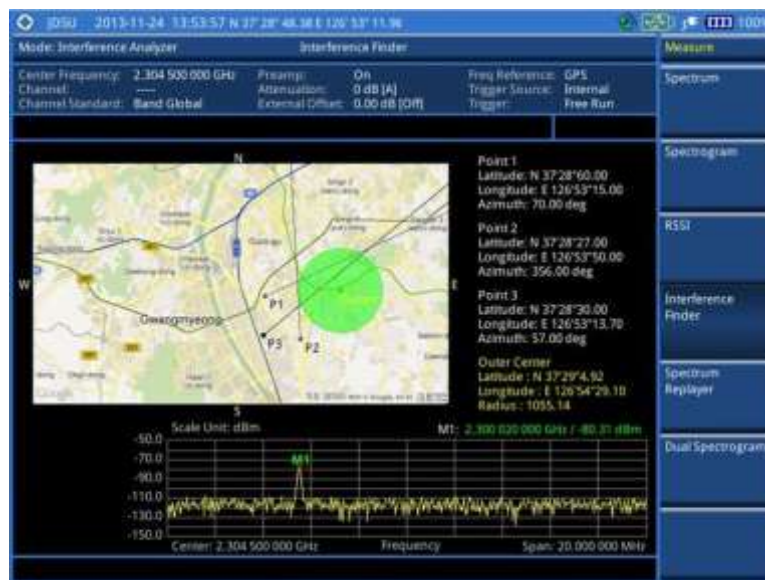 JDSU 2013-11-24 13:53:57 N 37° 28" 48.38 E 126° 53" 11.96 100%
Mode: Interference Analyzer Interference Finder Measure
Center Frequency: 2.304 500 000 GHz Preamp: On Freq Reference: GPS
Channel: ---- Attenuation: 0 dB [A] Trigger Source: Internal
Channel Standard: Band Global External Offset: 0.00 dB [Off] Trigger: Free Run
Spectrum
Spectrogram
RSSI
Interference
Finder
Spectrum
Replayer
Dual Spectrogram
N
W
E
S
Gwangmyeong
P1
P2
P3
Point 1
Latitude: N 37°28"60.00
Longitude: E 126°53"15.00
Azimuth: 70.00 deg
Point 2
Latitude: N 37°28"27.00
Longitude: E 126°53"50.00
Azimuth: 356.00 deg
Point 3
Latitude: N 37°28"30.00
Longitude: E 126°53"13.70
Azimuth: 57.00 deg
Outer Center
Latitude : N 37°29"4.92
Longitude : E 126°54"29.10
Radius : 1055.14
Scale Unit: dBm M1: 2.300 020 000 GHz / -80.31 dBm
M1
-50.0
-70.0
-90.0
-110.0
-130.0
-150.0
Center: 2.304 500 000 GHz Frequency Span: 20.000 000 MHz